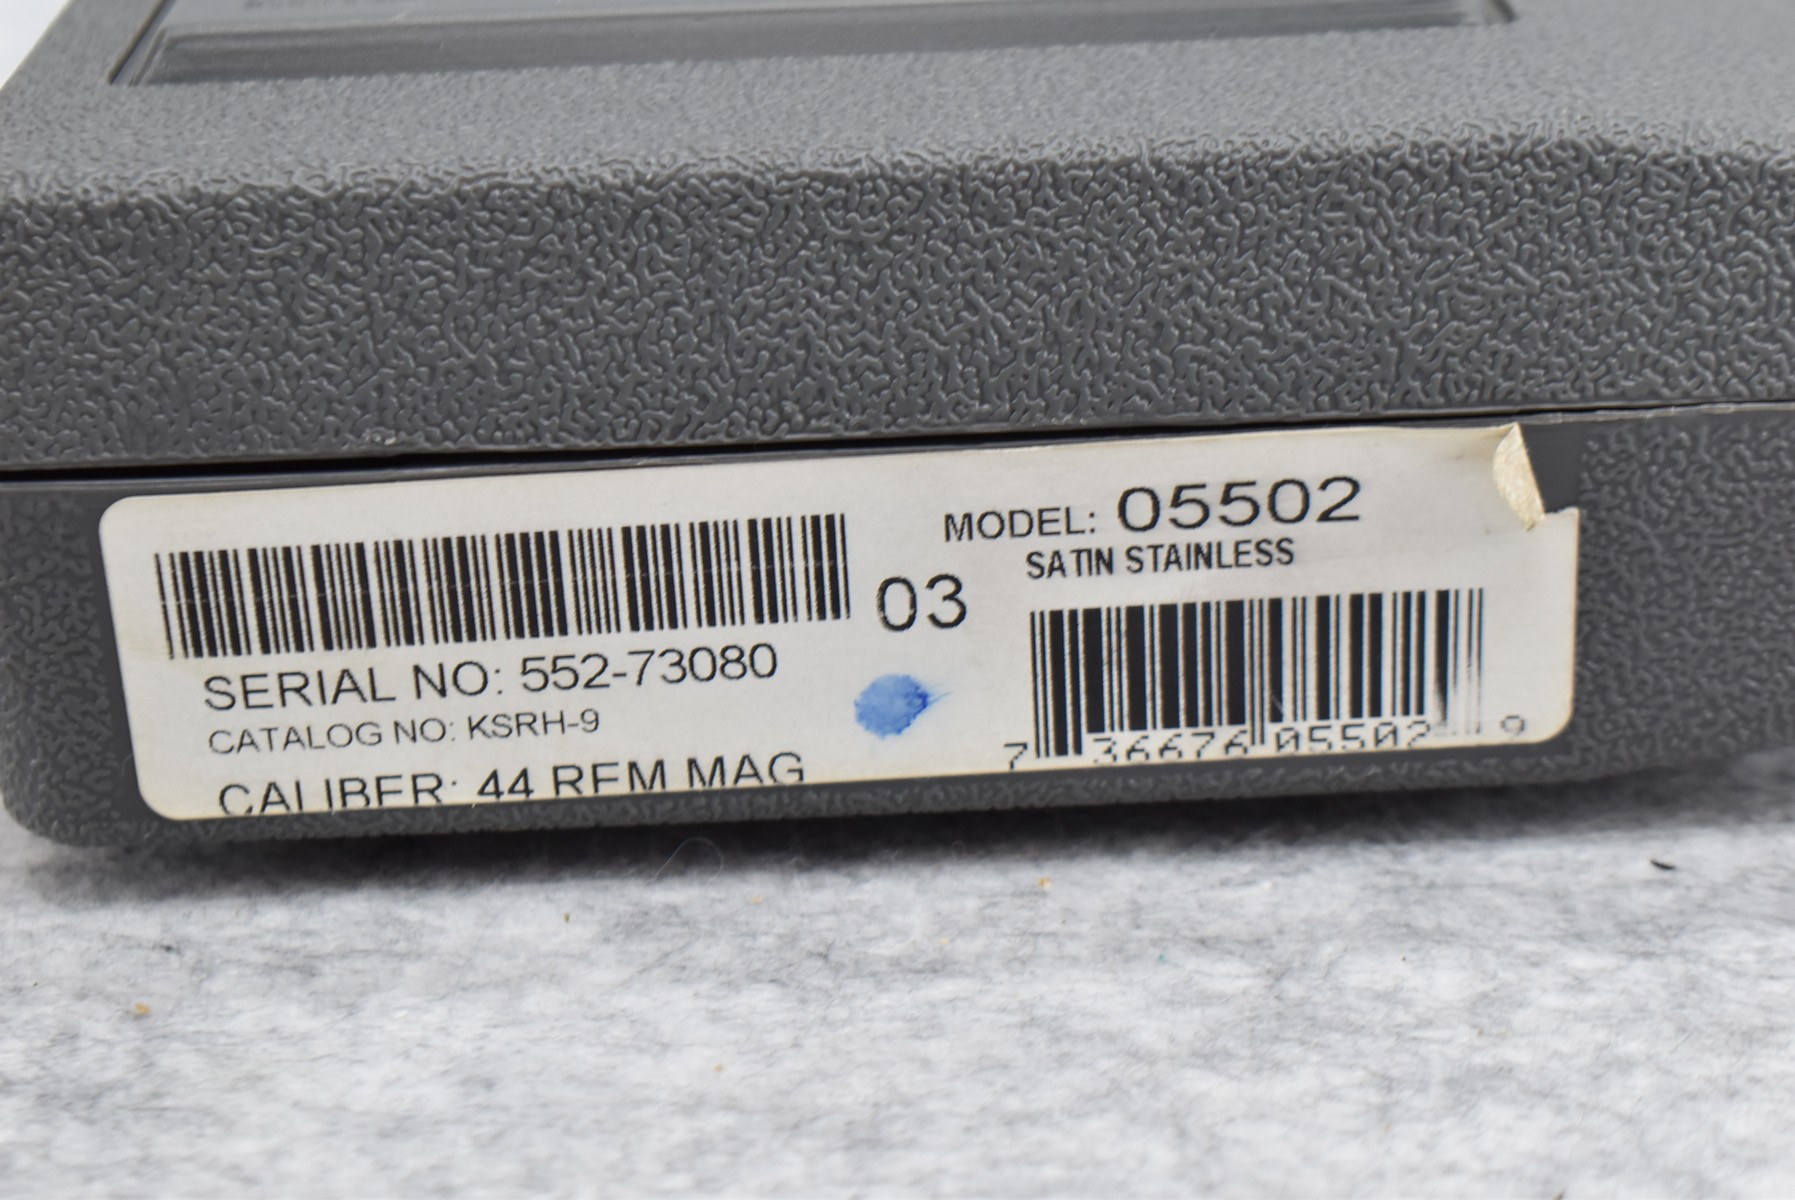 MODEL: 05502
SATIN STAINLESS
03
SERIAL NO: 552-73080
CATALOG NO: KSRH-9
CALIBER: 44 REM MAG
7 36676 05502 9